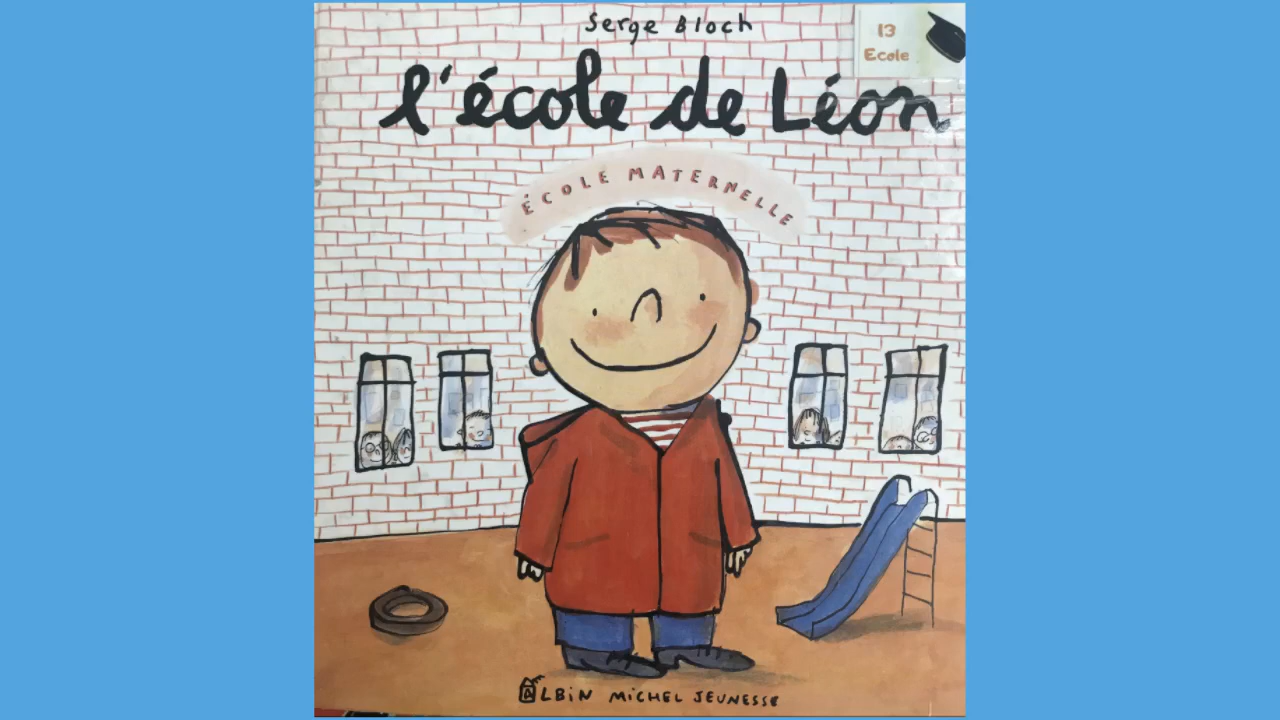 Serge Bloch
13
Ecole
l'école de Léon
ÉCOLE MATERNELLE
ALBiN MiCHEL JEUNESSE